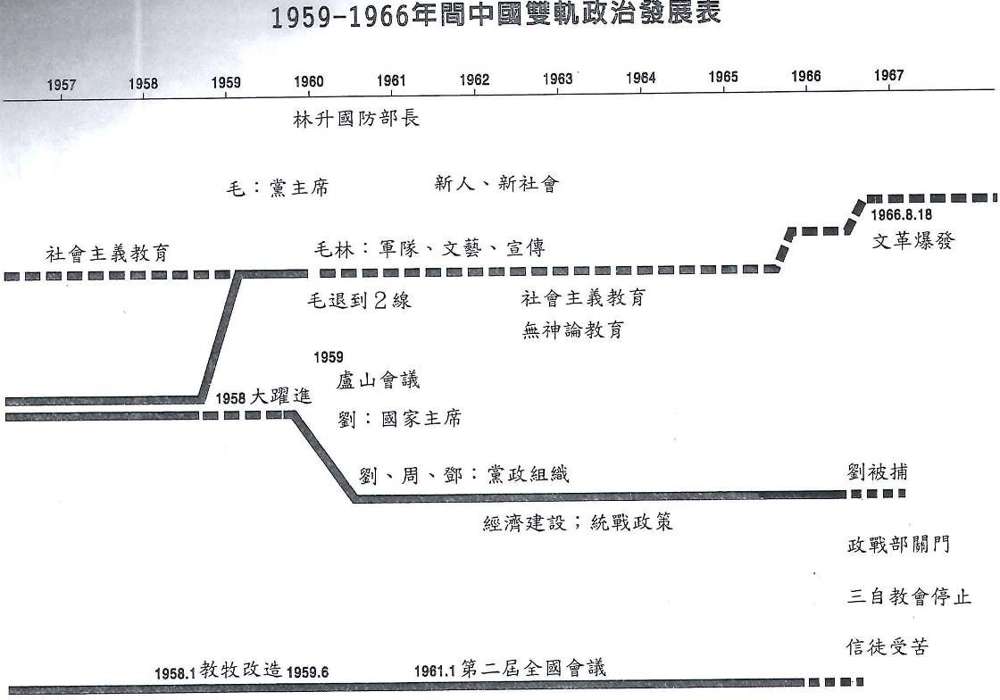 1959-1966年間中國雙軌政治發展表
1957 1958 1959 1960 1961 1962 1963 1964 1965 1966 1967
林升國防部長
毛：黨主席
新人、新社會
1966.8.18
文革爆發
社會主義教育
毛林：軍隊、文藝、宣傳
毛退到2線
社會主義教育
無神論教育
1959
盧山會議
1958 大躍進
劉：國家主席
劉、周、鄧：黨政組織
劉被捕
經濟建設；統戰政策
政戰部關門
三自教會停止
信徒受苦
1958.1 教牧改造 1959.6
1961.1 第二屆全國會議